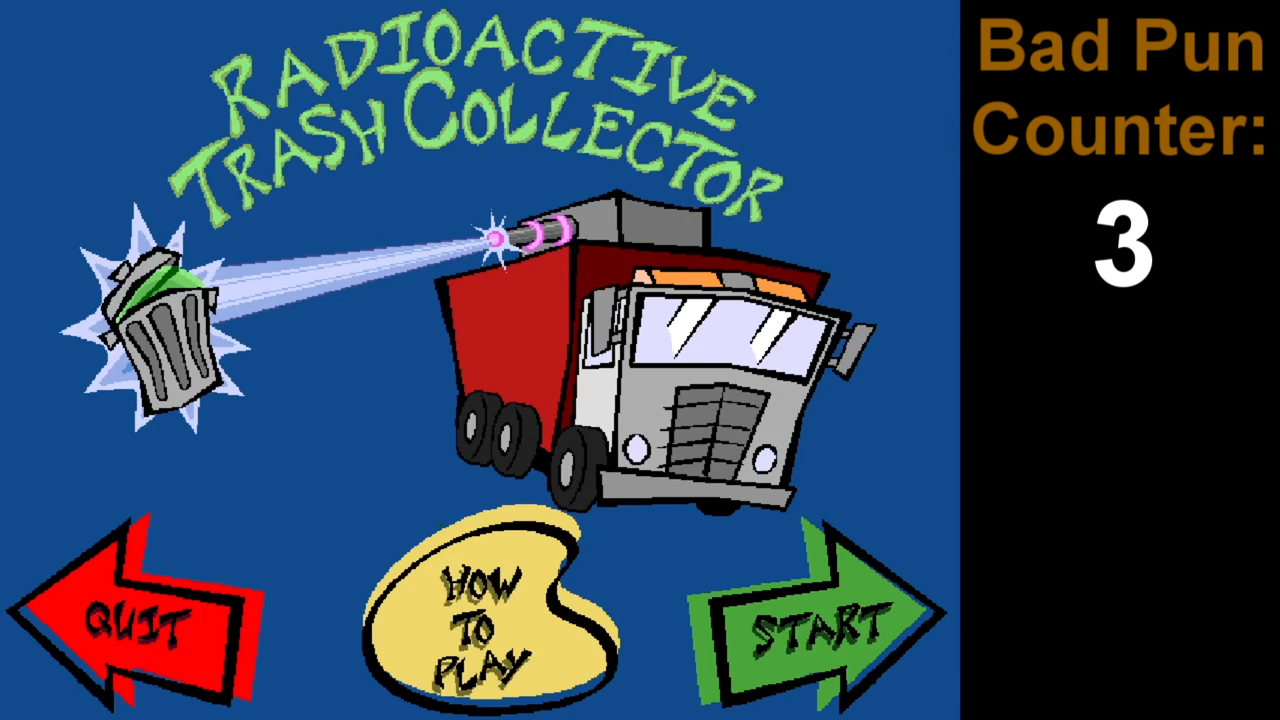 RADIOACTIVE
TRASH COLLECTOR
Bad Pun
Counter:
3
QUIT
HOW
TO
PLAY
START